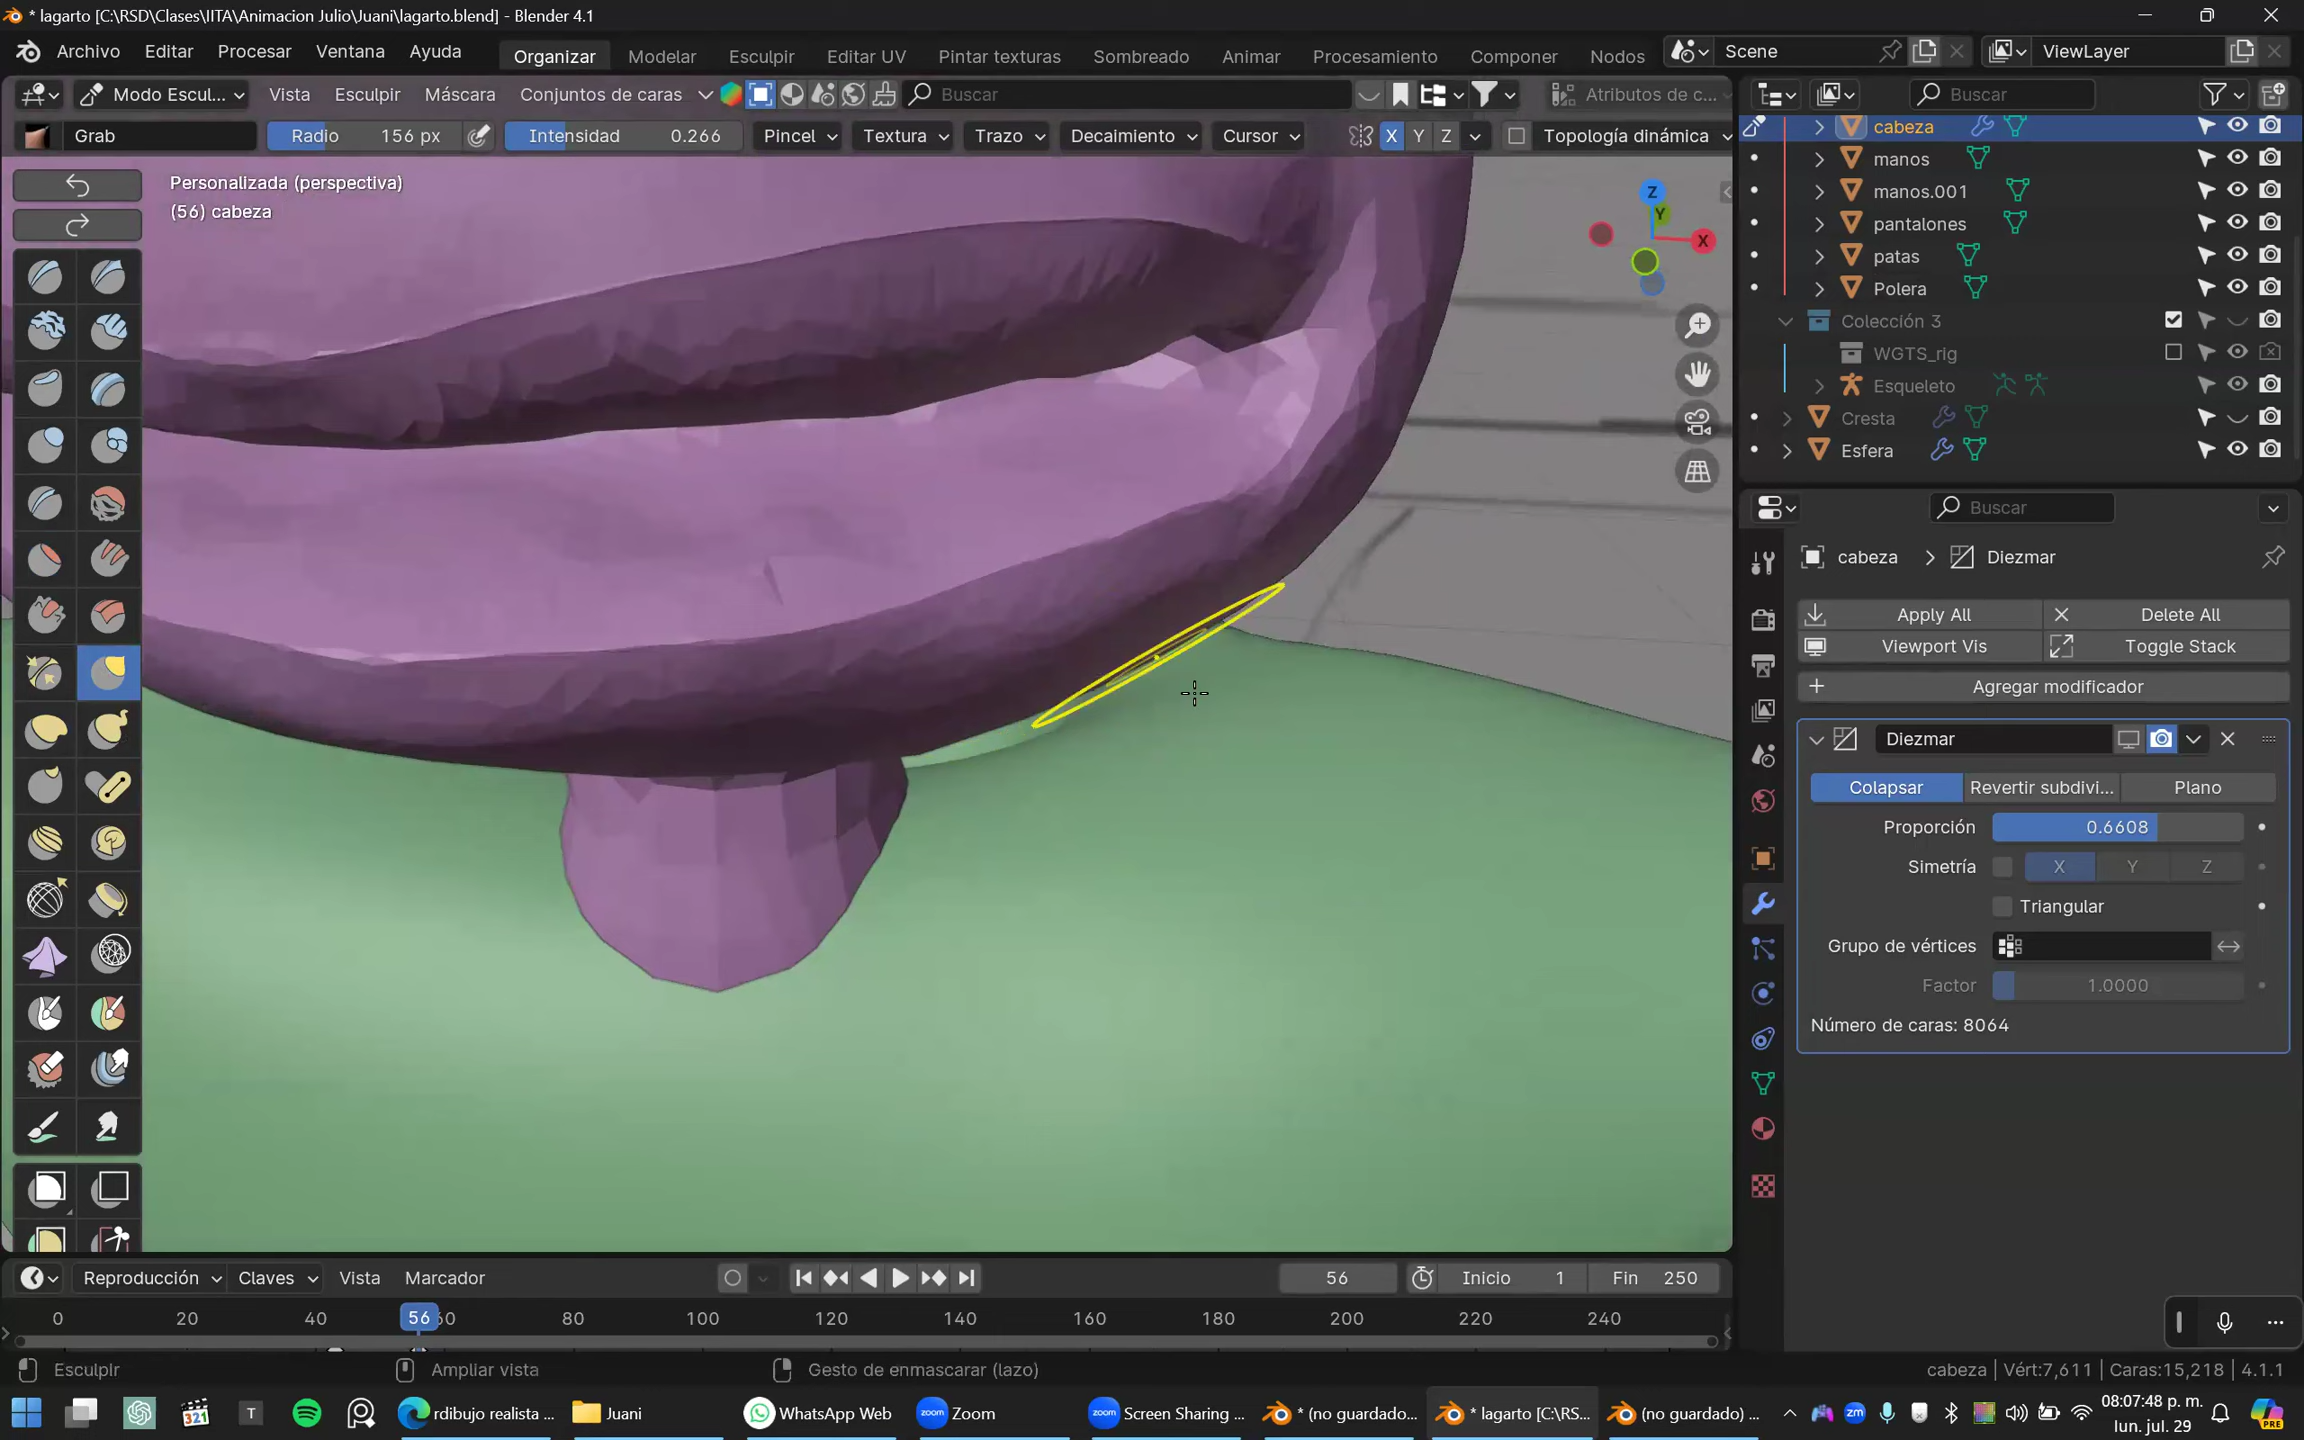 * lagarto [C:\RSD\Clases\IITA\Animacion Julio\Juani\lagarto.blend] - Blender 4.1
Archivo Editar Procesar Ventana Ayuda Organizar Modelar Esculpir Editar UV Pintar texturas Sombreado Animar Procesamiento Componer Nodos Scene ViewLayer
Modo Escul... Vista Esculpir Máscara Conjuntos de caras Buscar Atributos de c... Buscar
Grab Radio 156 px Intensidad 0.266 Pincel Textura Trazo Decaimiento Cursor X Y Z Topología dinámica
Personalizada (perspectiva)
(56) cabeza
Z
Y
X
cabeza
manos
manos.001
pantalones
patas
Polera
Colección 3
WGTS_rig
Esqueleto
Cresta
Esfera
Buscar
cabeza > Diezmar
Apply All Delete All
Viewport Vis Toggle Stack
Agregar modificador
Diezmar
Colapsar Revertir subdivi... Plano
Proporción 0.6608
Simetría X Y Z
Triangular
Grupo de vértices
Factor 1.0000
Número de caras: 8064
Reproducción Claves Vista Marcador 56 Inicio 1 Fin 250
0 20 40 56 60 80 100 120 140 160 180 200 220 240
Esculpir Ampliar vista Gesto de enmascarar (lazo) cabeza | Vért:7,611 | Caras:15,218 | 4.1.1
321 T rdibujo realista ... Juani WhatsApp Web zoom Zoom zoom Screen Sharing ... * (no guardado... * lagarto [C:\RS... (no guardado) ... zm 08:07:48 p. m.
lun. jul. 29
PRE